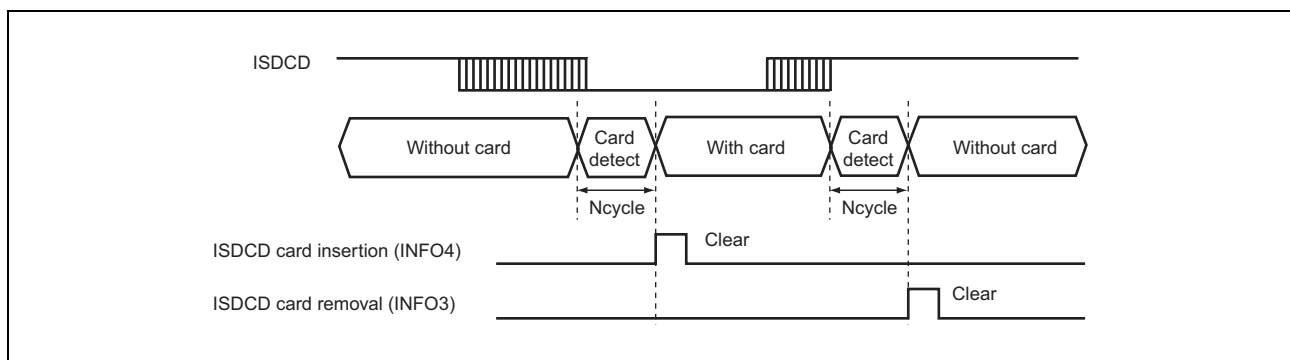 ISDCD
Without card
Card
detect
With card
Card
detect
Without card
Ncycle
Ncycle
ISDCD card insertion (INFO4)
Clear
ISDCD card removal (INFO3)
Clear